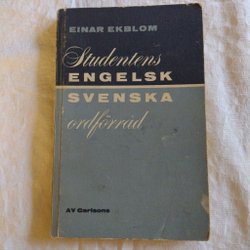 EINAR EKBLOM
Studentens
ENGELSK
SVENSKA
ordförråd
AV Carlsons